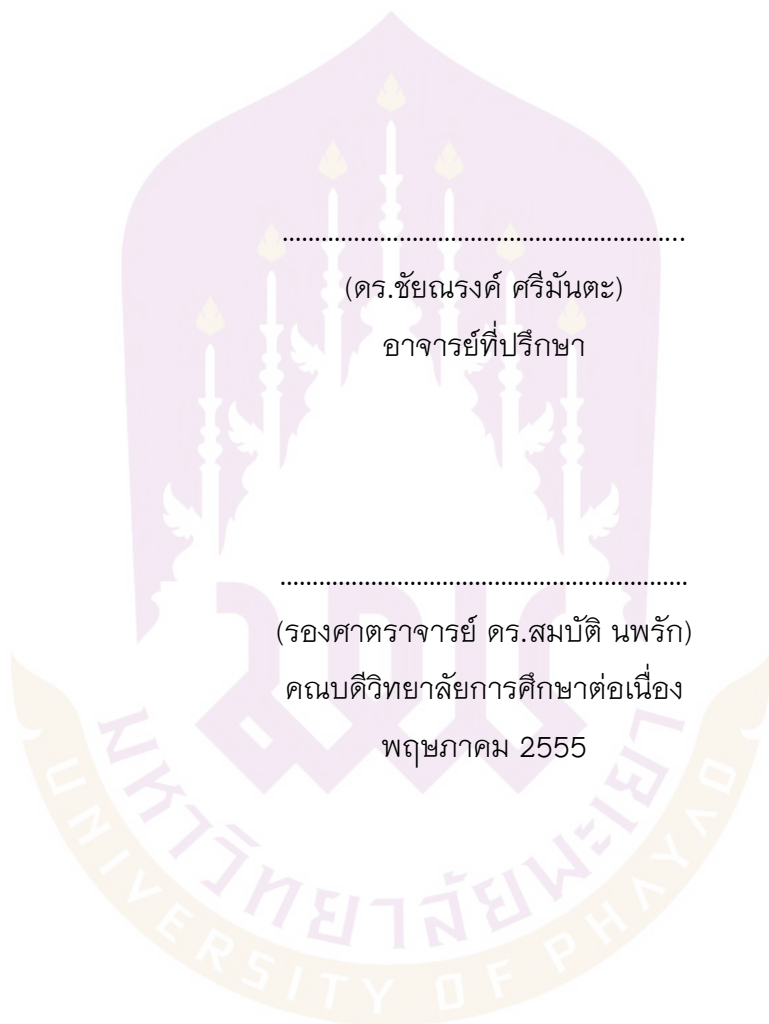 ............................................................
(ดร.ชัยณรงค์ ศรีมันตะ)
อาจารย์ที่ปรึกษา
............................................................
(รองศาตราจารย์ ดร.สมบัติ นพรัก)
คณบดีวิทยาลัยการศึกษาต่อเนื่อง
พฤษภาคม 2555
มหาวิทยาลัยพะเยา
UNIVERSITY OF PHAYAO